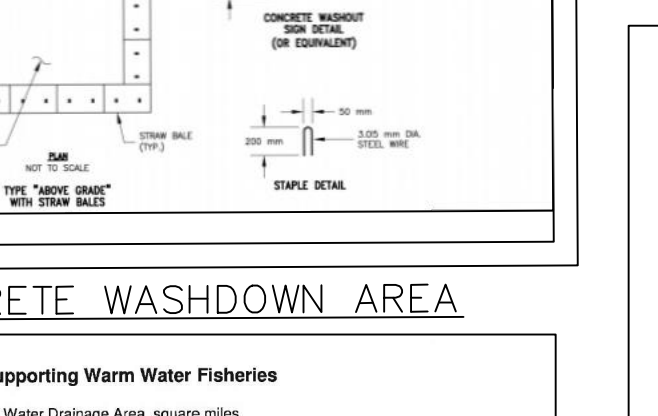 CONCRETE WASHOUT
SIGN DETAIL
(OR EQUIVALENT)
50 mm
200 mm
3.05 mm DIA.
STEEL WIRE
STAPLE DETAIL
STRAW BALE
(TYP.)
PLAN
NOT TO SCALE
TYPE "ABOVE GRADE"
WITH STRAW BALES
RETE WASHDOWN AREA
upporting Warm Water Fisheries
Water Drainage Area, square miles